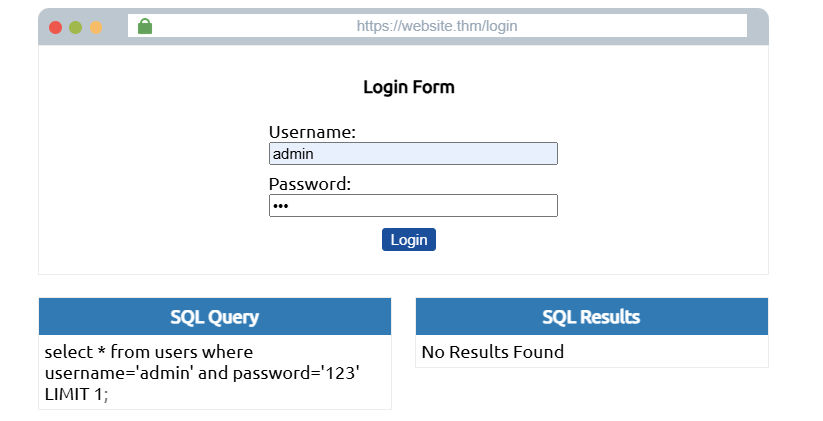 https://website.thm/login
Login Form
Username:
admin
Password:
•••
Login
SQL Query
select * from users where
username='admin' and password='123'
LIMIT 1;
SQL Results
No Results Found